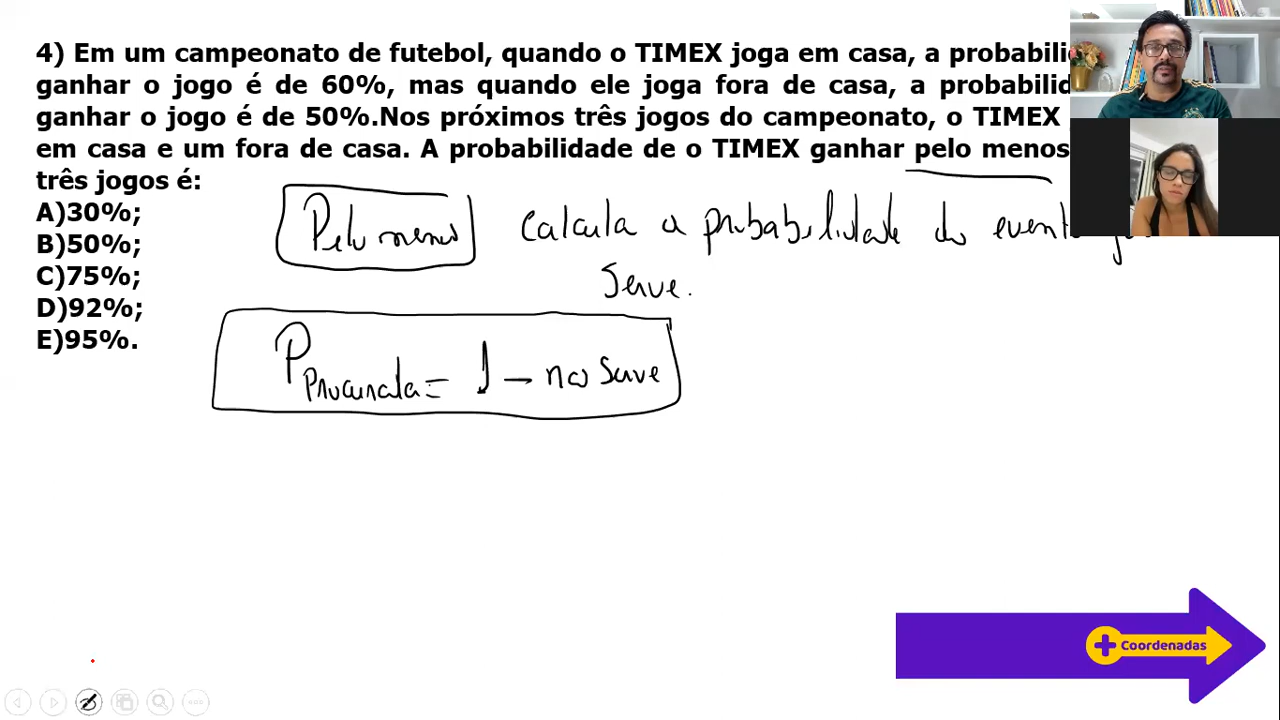 4) Em um campeonato de futebol, quando o TIMEX joga em casa, a
ganhar o jogo é de 60%, mas quando ele joga fora de casa, a
ganhar o jogo é de 50%.Nos próximos três jogos do campeonato, o TIMEX
em casa e um fora de casa. A probabilidade de o TIMEX ganhar pelo menos
três jogos é:
A)30%;
B)50%;
C)75%;
D)92%;
E)95%.
Pelo menos
calcula a probabilidade do
serve.
P Procurada = 1 - não serve
+ Coordenadas